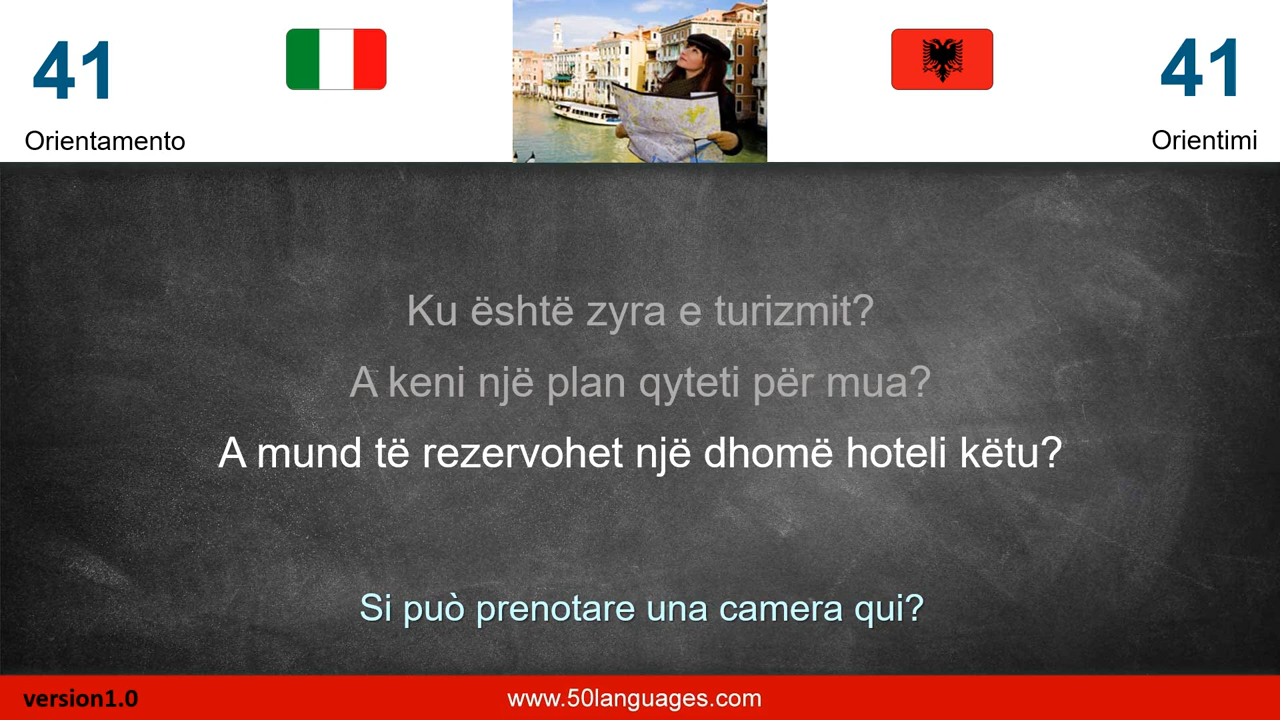 41
41
Orientamento
Orientimi
Ku është zyra e turizmit?
A keni një plan qyteti për mua?
A mund të rezervohet një dhomë hoteli këtu?
Si può prenotare una camera qui?
version1.0
www.50languages.com